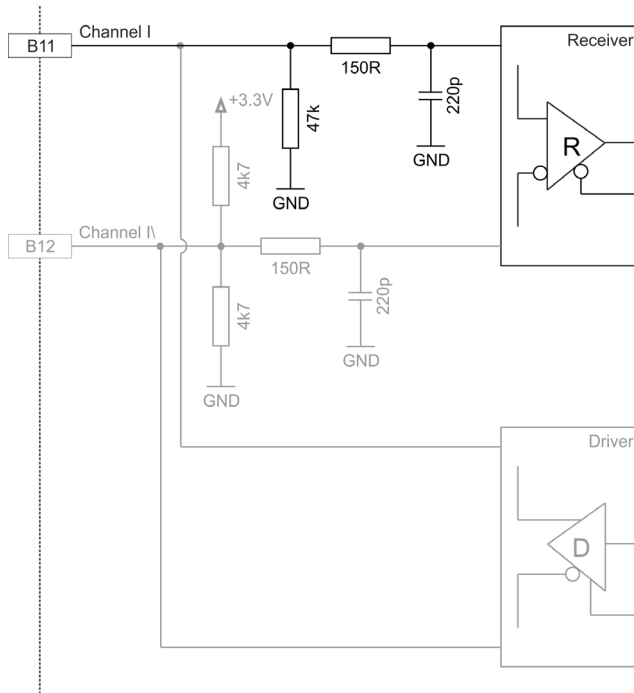 B11
Channel I
Receiver
150R
220p
+3.3V
47k
R
GND
4k7
GND
B12
Channel I\
150R
220p
4k7
GND
GND
Driver
D